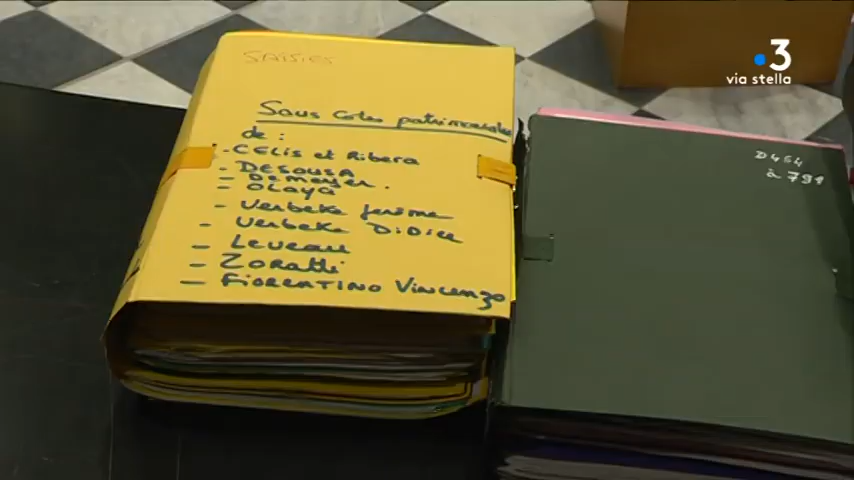 SAISIES
Sous cotes patrimoniales
de :
- CELIS et Ribera
- DESOUSA
- Demeyer.
- OLAYA
- Verbeke Jérôme
- Verbeke Didier
- Leveau
- Zoratti
- Fiorentino Vincenzo
D454
à 791
3
via stella